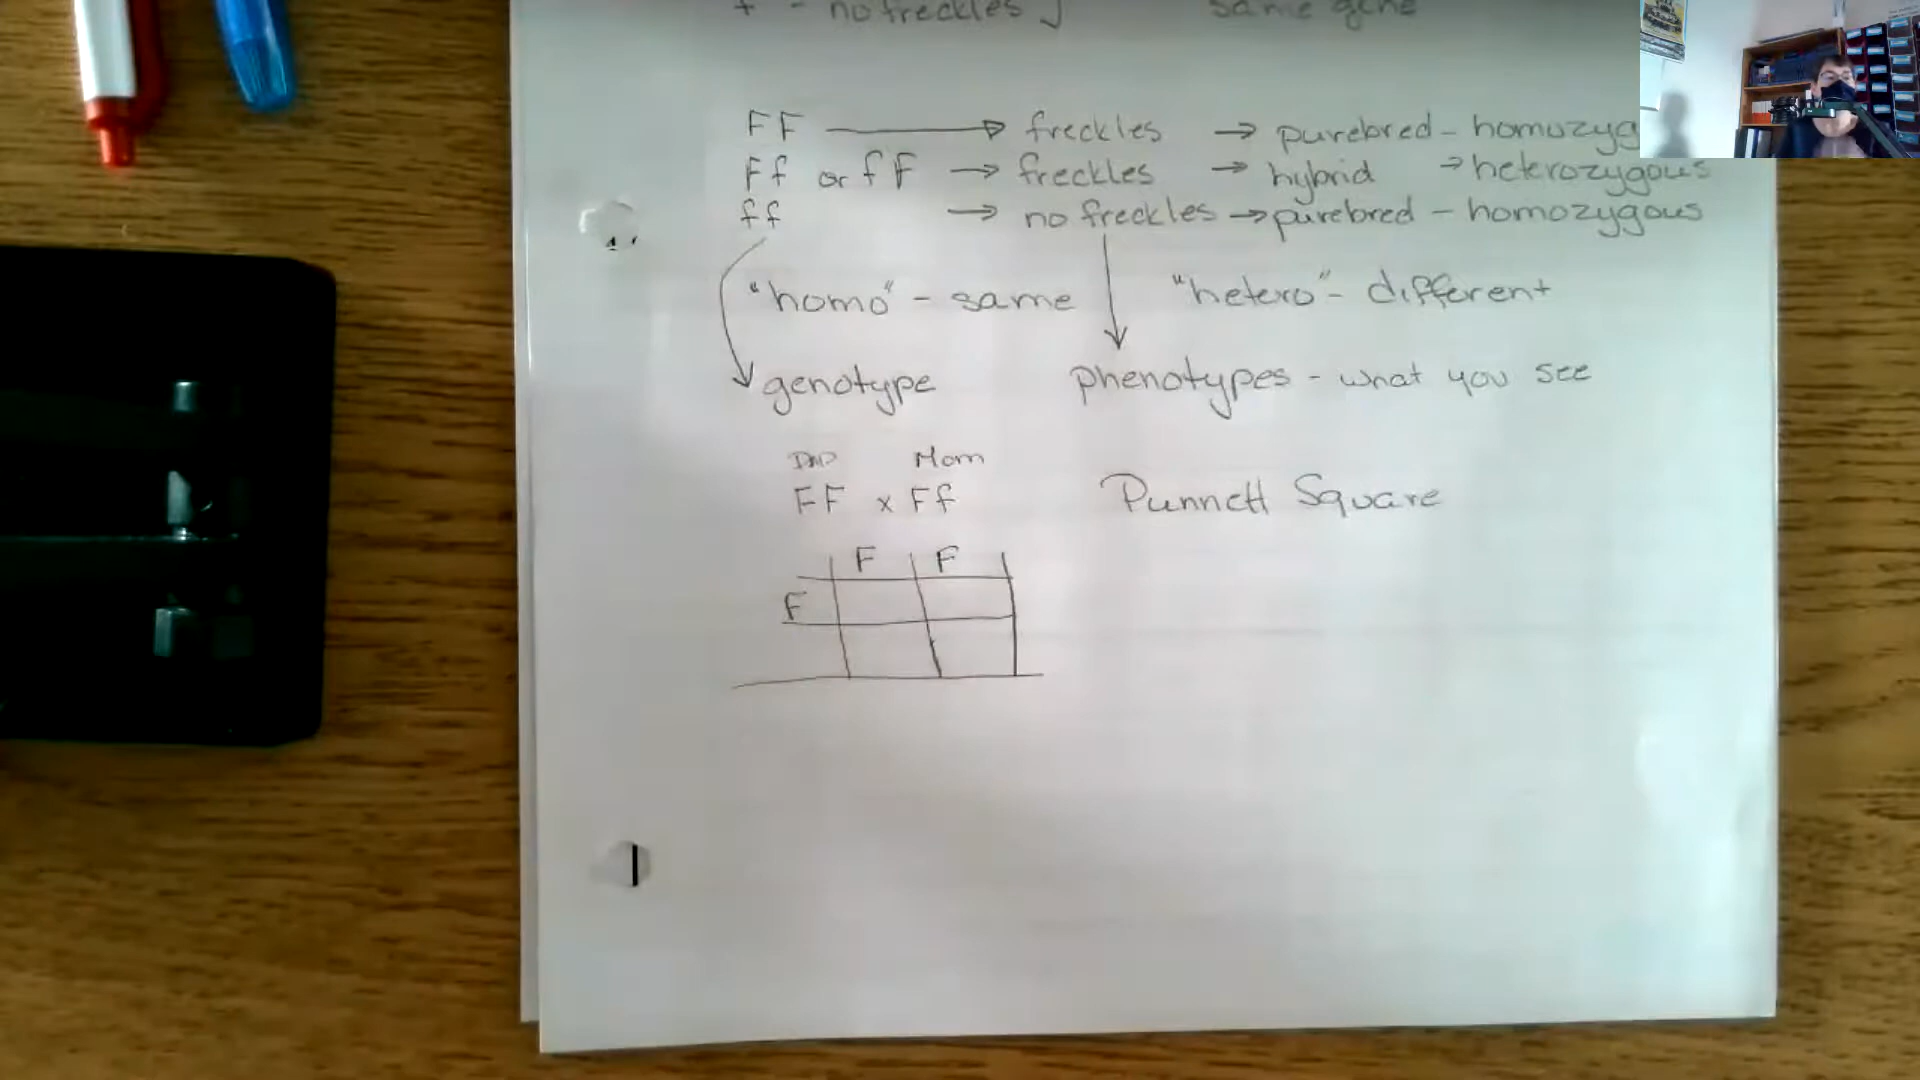 f - no freckles ] same gene
FF → freckles → purebred - homozyg
Ff or fF → freckles → hybrid → heterozygous
ff → no freckles → purebred - homozygous
"homo" - same "hetero" - different
genotype phenotypes - what you see
DAD Mom
FF x Ff Punnett Square
F F
F